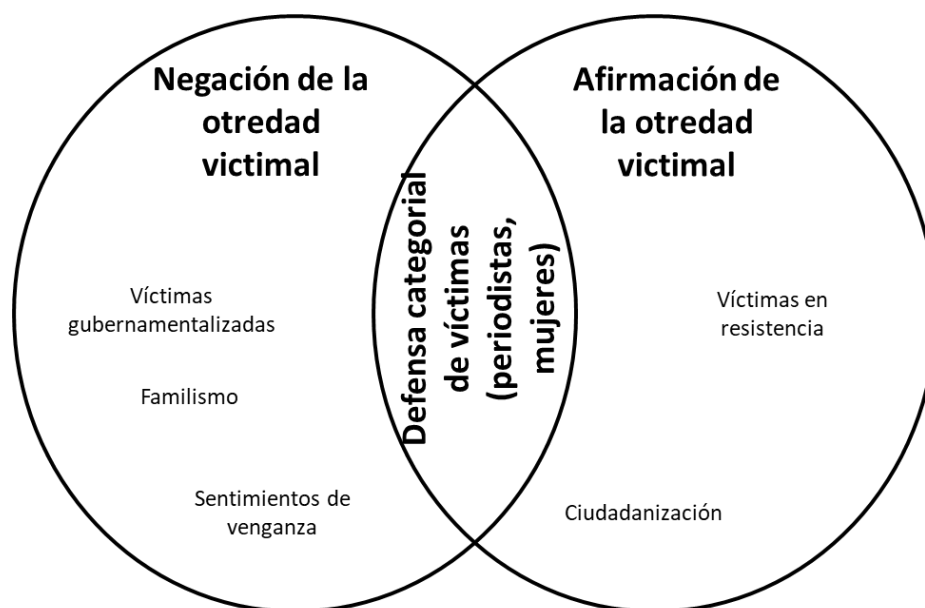 Negación de la
otredad
victimal
Víctimas
gubernamentalizadas
Familismo
Sentimientos de
venganza
Defensa categorial
de víctimas
(periodistas,
mujeres)
Afirmación de
la otredad
victimal
Víctimas en
resistencia
Ciudadanización